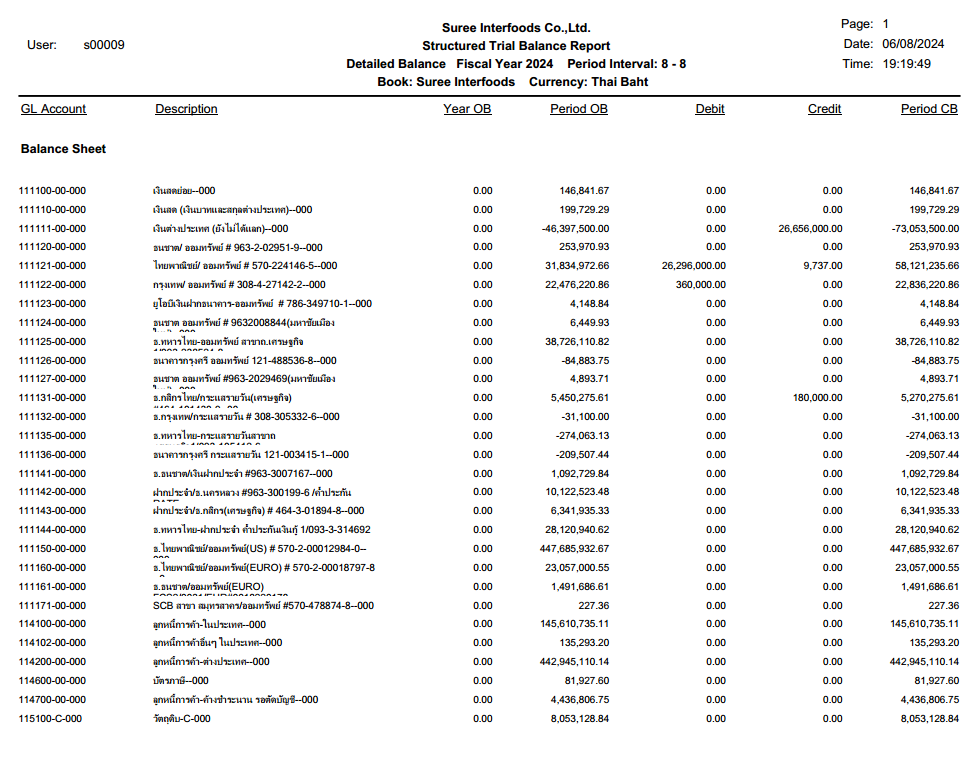 Suree Interfoods Co.,Ltd.
Page: 1
User: s00009
Structured Trial Balance Report
Date: 06/08/2024
Detailed Balance Fiscal Year 2024 Period Interval: 8 - 8
Time: 19:19:49
Book: Suree Interfoods Currency: Thai Baht
GL Account Description Year OB Period OB Debit Credit Period CB
Balance Sheet
111100-00-000 เงินสดย่อย--000 0.00 146,841.67 0.00 0.00 146,841.67
111110-00-000 เงินสด (เงินบาทและสกุลต่างประเทศ)--000 0.00 199,729.29 0.00 0.00 199,729.29
111111-00-000 เงินต่างประเทศ (ยังไม่ได้แลก)--000 0.00 -46,397,500.00 0.00 26,656,000.00 -73,053,500.00
111120-00-000 ธนชาต/ ออมทรัพย์ # 963-2-02951-9--000 0.00 253,970.93 0.00 0.00 253,970.93
111121-00-000 ไทยพาณิชย์/ ออมทรัพย์ # 570-224146-5--000 0.00 31,834,972.66 26,296,000.00 9,737.00 58,121,235.66
111122-00-000 กรุงเทพ/ ออมทรัพย์ # 308-4-27142-2--000 0.00 22,476,220.86 360,000.00 0.00 22,836,220.86
111123-00-000 ยูโอบีเงินฝากธนาคาร-ออมทรัพย์ # 786-349710-1--000 0.00 4,148.84 0.00 0.00 4,148.84
111124-00-000 ธนชาต ออมทรัพย์ # 9632008844(มหาชัยเมือง 0.00 6,449.93 0.00 0.00 6,449.93
111125-00-000 ธ.ทหารไทย-ออมทรัพย์ สาขาถ.เศรษฐกิจ 0.00 38,726,110.82 0.00 0.00 38,726,110.82
111126-00-000 ธนาคารกรุงศรี ออมทรัพย์ 121-488536-8--000 0.00 -84,883.75 0.00 0.00 -84,883.75
111127-00-000 ธนชาต ออมทรัพย์ #963-2029469(มหาชัยเมือง 0.00 4,893.71 0.00 0.00 4,893.71
111131-00-000 ธ.กสิกรไทย/กระแสรายวัน(เศรษฐกิจ) 0.00 5,450,275.61 0.00 180,000.00 5,270,275.61
111132-00-000 ธ.กรุงเทพ/กระแสรายวัน # 308-305332-6--000 0.00 -31,100.00 0.00 0.00 -31,100.00
111135-00-000 ธ.ทหารไทย-กระแสรายวันสาขาถ 0.00 -274,063.13 0.00 0.00 -274,063.13
111136-00-000 ธนาคารกรุงศรี กระแสรายวัน 121-003415-1--000 0.00 -209,507.44 0.00 0.00 -209,507.44
111141-00-000 ธ.ธนชาต/เงินฝากประจำ #963-3007167--000 0.00 1,092,729.84 0.00 0.00 1,092,729.84
111142-00-000 ฝากประจำ/ธ.นครหลวง #963-300199-6 /ค้ำประกัน 0.00 10,122,523.48 0.00 0.00 10,122,523.48
111143-00-000 ฝากประจำ/ธ.กสิกร(เศรษฐกิจ) # 464-3-01894-8--000 0.00 6,341,935.33 0.00 0.00 6,341,935.33
111144-00-000 ธ.ทหารไทย-ฝากประจำ ค้ำประกันเงินกู้ 1/093-3-314692 0.00 28,120,940.62 0.00 0.00 28,120,940.62
111150-00-000 ธ.ไทยพาณิชย์/ออมทรัพย์(US) # 570-2-00012984-0-- 0.00 447,685,932.67 0.00 0.00 447,685,932.67
111160-00-000 ธ.ไทยพาณิชย์/ออมทรัพย์(EURO) # 570-2-00018797-8 0.00 23,057,000.55 0.00 0.00 23,057,000.55
111161-00-000 ธ.ธนชาต/ออมทรัพย์(EURO) 0.00 1,491,686.61 0.00 0.00 1,491,686.61
111171-00-000 SCB สาขา สมุทรสาคร/ออมทรัพย์ #570-478874-8--000 0.00 227.36 0.00 0.00 227.36
114100-00-000 ลูกหนี้การค้า-ในประเทศ--000 0.00 145,610,735.11 0.00 0.00 145,610,735.11
114102-00-000 ลูกหนี้การค้าอื่นๆ ในประเทศ--000 0.00 135,293.20 0.00 0.00 135,293.20
114200-00-000 ลูกหนี้การค้า-ต่างประเทศ--000 0.00 442,945,110.14 0.00 0.00 442,945,110.14
114600-00-000 บัตรภาษี--000 0.00 81,927.60 0.00 0.00 81,927.60
114700-00-000 ลูกหนี้การค้า-ค้างชำระนาน รอตัดบัญชี--000 0.00 4,436,806.75 0.00 0.00 4,436,806.75
115100-C-000 วัตถุดิบ-C-000 0.00 8,053,128.84 0.00 0.00 8,053,128.84